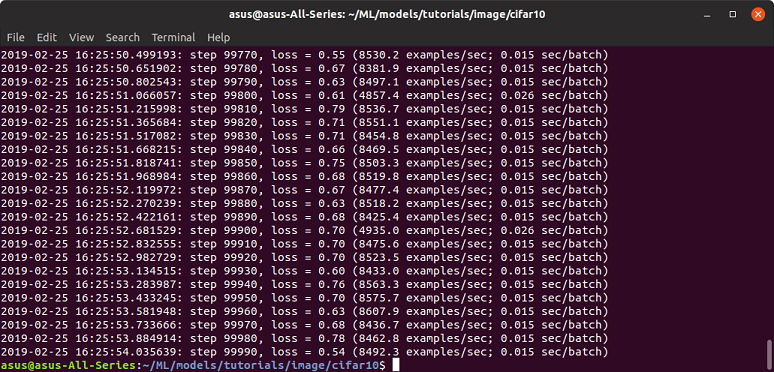 asus@asus-All-Series: ~/ML/models/tutorials/image/cifar10
File Edit View Search Terminal Help
2019-02-25 16:25:50.499193: step 99770, loss = 0.55 (8530.2 examples/sec; 0.015 sec/batch)
2019-02-25 16:25:50.651902: step 99780, loss = 0.67 (8381.9 examples/sec; 0.015 sec/batch)
2019-02-25 16:25:50.802543: step 99790, loss = 0.63 (8497.1 examples/sec; 0.015 sec/batch)
2019-02-25 16:25:51.066057: step 99800, loss = 0.61 (4857.4 examples/sec; 0.026 sec/batch)
2019-02-25 16:25:51.215998: step 99810, loss = 0.79 (8536.7 examples/sec; 0.015 sec/batch)
2019-02-25 16:25:51.365684: step 99820, loss = 0.71 (8551.1 examples/sec; 0.015 sec/batch)
2019-02-25 16:25:51.517082: step 99830, loss = 0.71 (8454.8 examples/sec; 0.015 sec/batch)
2019-02-25 16:25:51.668215: step 99840, loss = 0.66 (8469.5 examples/sec; 0.015 sec/batch)
2019-02-25 16:25:51.818741: step 99850, loss = 0.75 (8503.3 examples/sec; 0.015 sec/batch)
2019-02-25 16:25:51.968984: step 99860, loss = 0.68 (8519.8 examples/sec; 0.015 sec/batch)
2019-02-25 16:25:52.119972: step 99870, loss = 0.67 (8477.4 examples/sec; 0.015 sec/batch)
2019-02-25 16:25:52.270239: step 99880, loss = 0.63 (8518.2 examples/sec; 0.015 sec/batch)
2019-02-25 16:25:52.422161: step 99890, loss = 0.68 (8425.4 examples/sec; 0.015 sec/batch)
2019-02-25 16:25:52.681529: step 99900, loss = 0.70 (4935.0 examples/sec; 0.026 sec/batch)
2019-02-25 16:25:52.832555: step 99910, loss = 0.70 (8475.6 examples/sec; 0.015 sec/batch)
2019-02-25 16:25:52.982729: step 99920, loss = 0.70 (8523.5 examples/sec; 0.015 sec/batch)
2019-02-25 16:25:53.134515: step 99930, loss = 0.60 (8433.0 examples/sec; 0.015 sec/batch)
2019-02-25 16:25:53.283987: step 99940, loss = 0.76 (8563.3 examples/sec; 0.015 sec/batch)
2019-02-25 16:25:53.433245: step 99950, loss = 0.70 (8575.7 examples/sec; 0.015 sec/batch)
2019-02-25 16:25:53.581948: step 99960, loss = 0.63 (8607.9 examples/sec; 0.015 sec/batch)
2019-02-25 16:25:53.733666: step 99970, loss = 0.68 (8436.7 examples/sec; 0.015 sec/batch)
2019-02-25 16:25:53.884914: step 99980, loss = 0.78 (8462.8 examples/sec; 0.015 sec/batch)
2019-02-25 16:25:54.035639: step 99990, loss = 0.54 (8492.3 examples/sec; 0.015 sec/batch)
asus@asus-All-Series:~/ML/models/tutorials/image/cifar10$